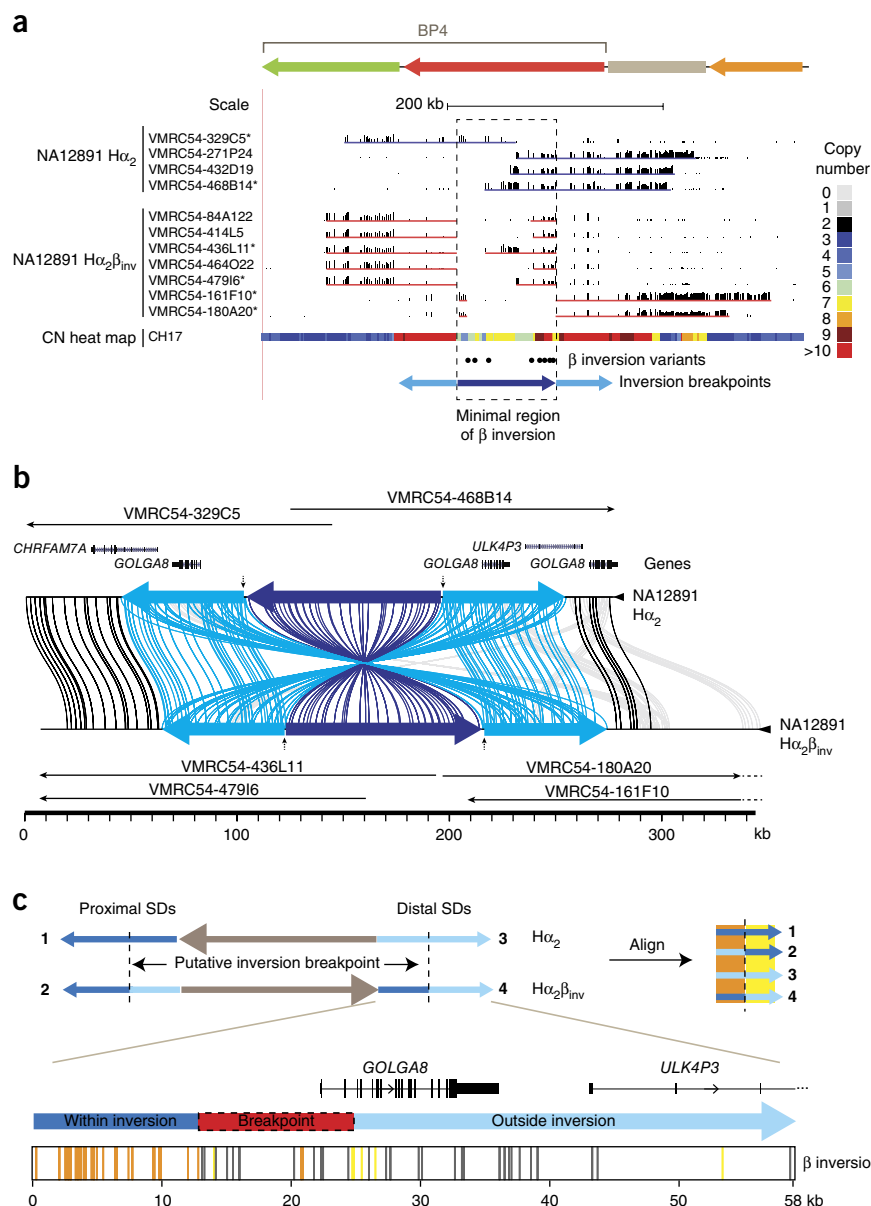 a
BP4
Scale
200 kb
NA12891 Hα2
VMRC54-329C5*
VMRC54-271P24
VMRC54-432D19
VMRC54-468B14*
NA12891 Hα2βinv
VMRC54-84A122
VMRC54-414L5
VMRC54-436L11*
VMRC54-464O22
VMRC54-479I6*
VMRC54-161F10*
VMRC54-180A20*
CN heat map
CH17
β inversion variants
Inversion breakpoints
Minimal region
of β inversion
Copy
number
0
1
2
3
4
5
6
7
8
9
>10
b
VMRC54-329C5
VMRC54-468B14
CHRFAM7A
GOLGA8
ULK4P3
GOLGA8
GOLGA8
Genes
NA12891
Hα2
NA12891
Hα2βinv
VMRC54-436L11
VMRC54-180A20
VMRC54-479I6
VMRC54-161F10
0 100 200 300 kb
c
Proximal SDs
Distal SDs
1
3
Hα2
Putative inversion breakpoint
2
4
Hα2βinv
Align
1
2
3
4
GOLGA8
ULK4P3
...
Within inversion
Breakpoint
Outside inversion
β inversio
0 10 20 30 40 50 58 kb